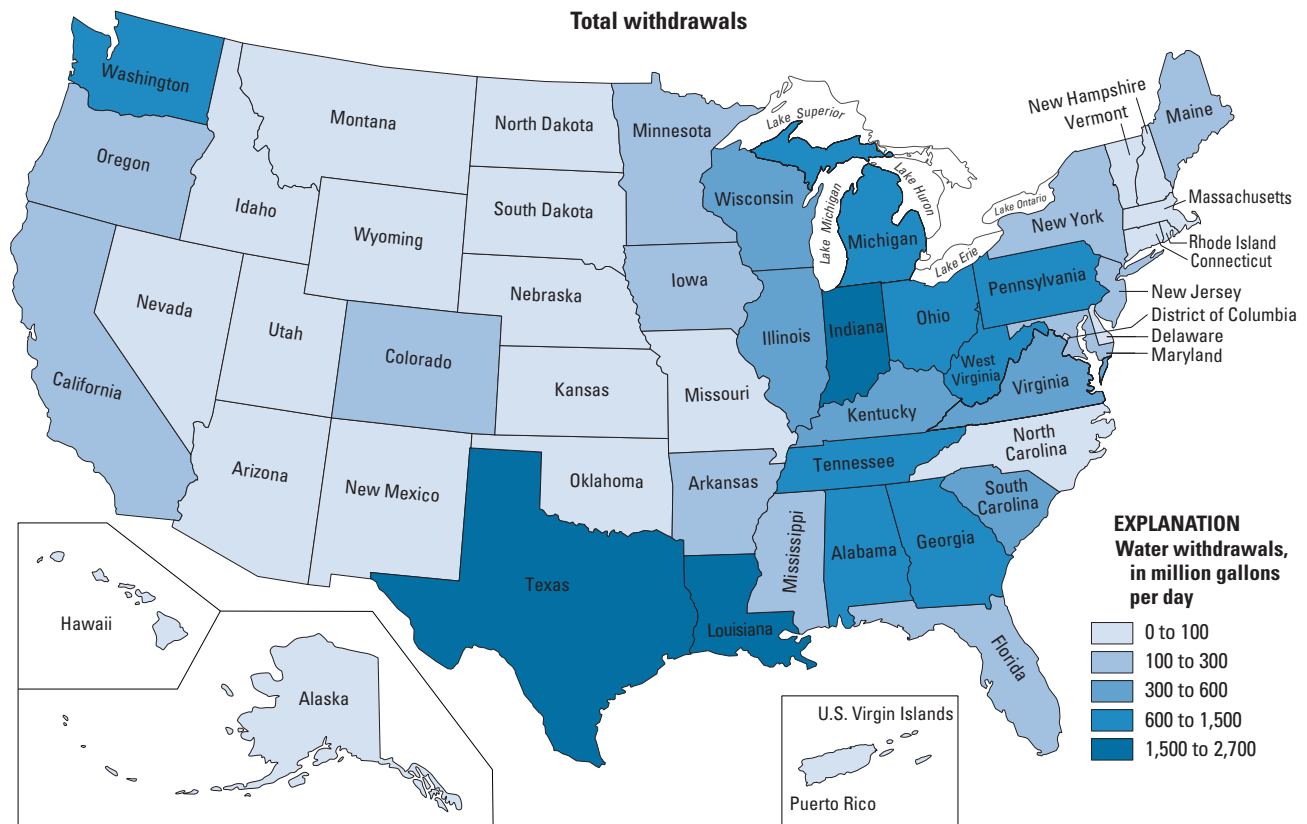 Total withdrawals
Washington
Oregon
California
Nevada
Idaho
Montana
Wyoming
Utah
Colorado
Arizona
New Mexico
North Dakota
South Dakota
Nebraska
Kansas
Oklahoma
Texas
Minnesota
Iowa
Missouri
Arkansas
Louisiana
Wisconsin
Illinois
Michigan
Indiana
Ohio
Kentucky
Tennessee
Mississippi
Alabama
Georgia
Florida
South
Carolina
North
Carolina
Virginia
West
Virginia
Pennsylvania
New York
Maine
New Hampshire
Vermont
Massachusetts
Rhode Island
Connecticut
New Jersey
District of Columbia
Delaware
Maryland
Lake Superior
Lake Michigan
Lake Huron
Lake Erie
Lake Ontario
Hawaii
Alaska
U.S. Virgin Islands
Puerto Rico
EXPLANATION
Water withdrawals,
in million gallons
per day
0 to 100
100 to 300
300 to 600
600 to 1,500
1,500 to 2,700